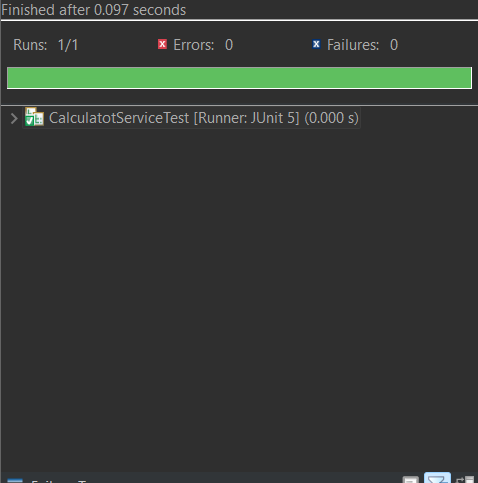 Finished after 0.097 seconds
Runs: 1/1 Errors: 0 Failures: 0
CalculatotServiceTest [Runner: JUnit 5] (0.000 s)